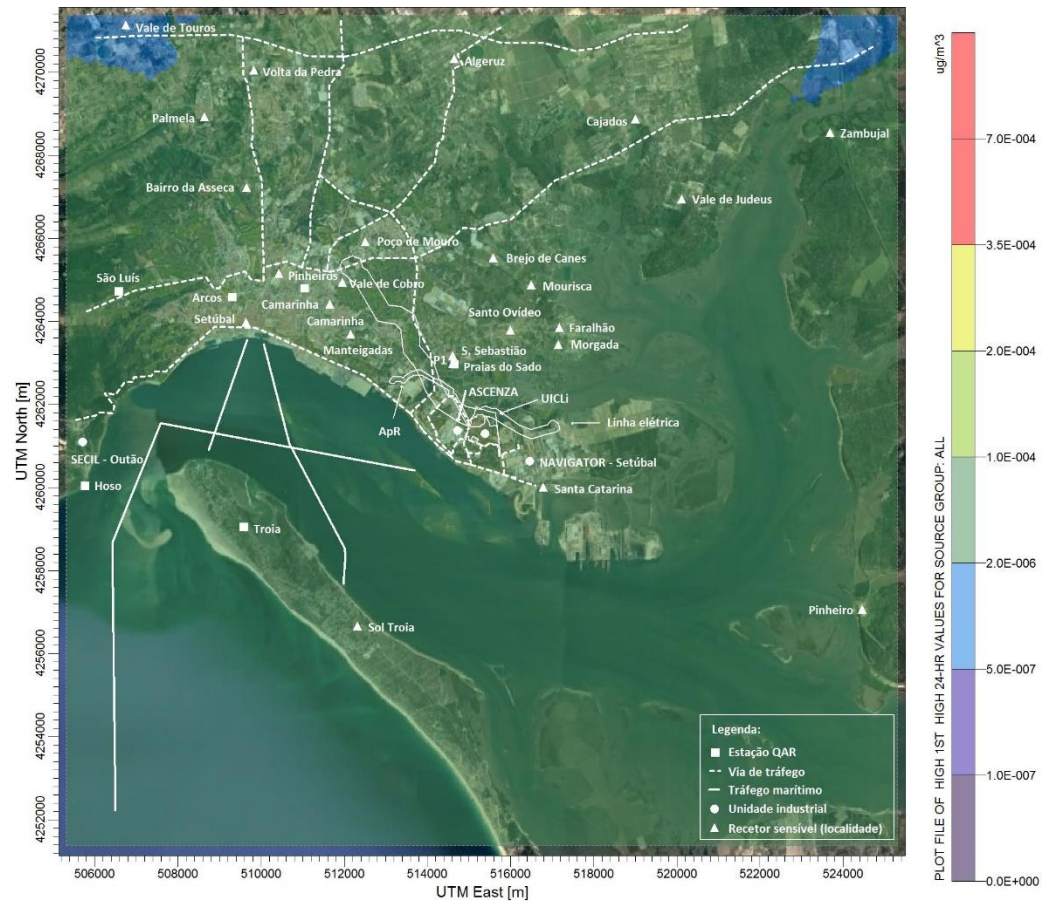 ug/m^3
Vale de Touros
Volta da Pedra
Algeruz
Palmela
Cajados
Zambujal
Bairro da Asseca
Vale de Judeus
Poço de Mouro
Brejo de Canes
São Luís
Pinheiros
Vale de Cobro
Mourisca
Arcos
Camarinha
Setúbal
Camarinha
Santo Ovídeo
Faralhão
Manteigadas
S. Sebastião
Morgada
P1
Praias do Sado
ASCENZA
UICLi
ApR
Linha elétrica
SECIL - Outão
NAVIGATOR - Setúbal
Hoso
Santa Catarina
Troia
Pinheiro
Sol Troia
Legenda:
Estação QAR
Via de tráfego
Tráfego marítimo
Unidade industrial
Recetor sensível (localidade)
UTM North [m]
4270000
4268000
4266000
4264000
4262000
4260000
4258000
4256000
4254000
4252000
506000 508000 510000 512000 514000 516000 518000 520000 522000 524000
UTM East [m]
PLOT FILE OF HIGH 1ST HIGH 24-HR VALUES FOR SOURCE GROUP: ALL
7.0E-004
3.5E-004
2.0E-004
1.0E-004
2.0E-006
5.0E-007
1.0E-007
0.0E+000